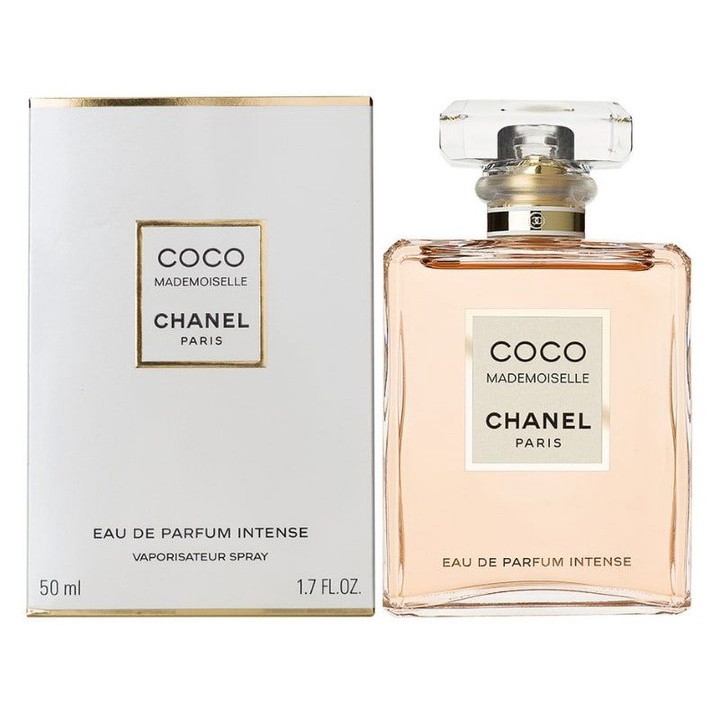 COCO
MADEMOISELLE
CHANEL
PARIS
EAU DE PARFUM INTENSE
VAPORISATEUR SPRAY
50 ml 1.7 FL.OZ.
COCO
MADEMOISELLE
CHANEL
PARIS
EAU DE PARFUM INTENSE